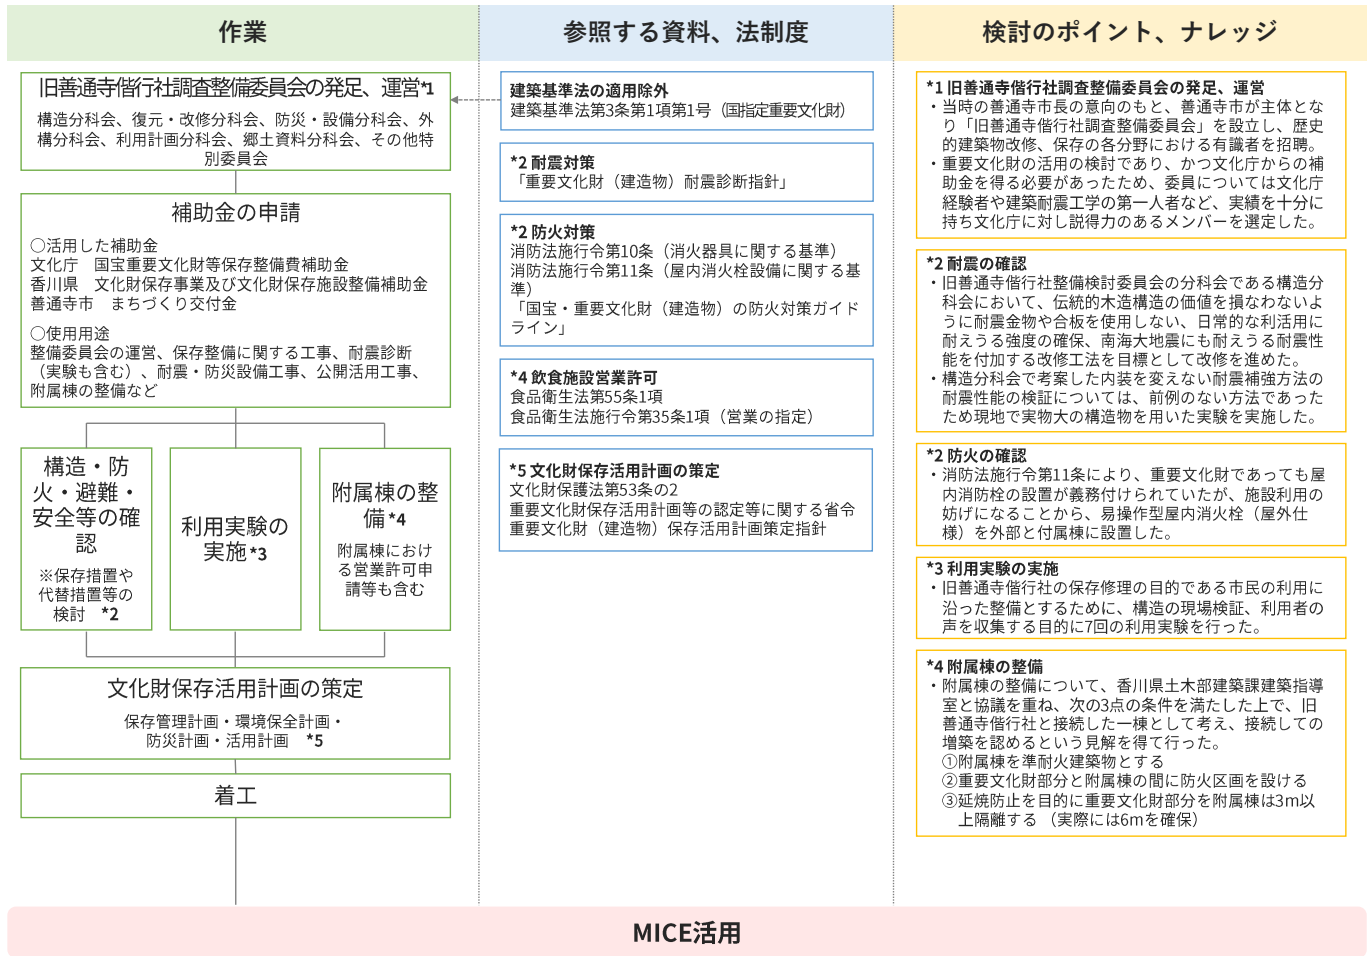 作業
旧善通寺偕行社調査整備委員会の発足、運営*1
構造分科会、復元・改修分科会、防災・設備分科会、外
構分科会、利用計画分科会、郷土資料分科会、その他特
別委員会
補助金の申請
○活用した補助金
文化庁　国宝重要文化財等保存整備費補助金
香川県　文化財保存事業及び文化財保存施設整備補助金
善通寺市　まちづくり交付金
○使用用途
整備委員会の運営、保存整備に関する工事、耐震診断
（実験も含む）、耐震・防災設備工事、公開活用工事、
附属棟の整備など
構造・防
火・避難・
安全等の確
認
※保存措置や
代替措置等の
検討　*2
利用実験の
実施*3
附属棟の整
備*4
附属棟におけ
る営業許可申
請等も含む
文化財保存活用計画の策定
保存管理計画・環境保全計画・
防災計画・活用計画　*5
着工
参照する資料、法制度
建築基準法の適用除外
建築基準法第3条第1項第1号（国指定重要文化財）
*2 耐震対策
「重要文化財（建造物）耐震診断指針」
*2 防火対策
消防法施行令第10条（消火器具に関する基準）
消防法施行令第11条（屋内消火栓設備に関する基
準）
「国宝・重要文化財（建造物）の防火対策ガイド
ライン」
*4 飲食施設営業許可
食品衛生法第55条1項
食品衛生法施行令第35条1項（営業の指定）
*5 文化財保存活用計画の策定
文化財保護法第53条の2
重要文化財保存活用計画等の認定等に関する省令
重要文化財（建造物）保存活用計画策定指針
検討のポイント、ナレッジ
*1 旧善通寺偕行社調査整備委員会の発足、運営
・当時の善通寺市長の意向のもと、善通寺市が主体とな
り「旧善通寺偕行社調査整備委員会」を設立し、歴史
的建築物改修、保存の各分野における有識者を招聘。
・重要文化財の活用の検討であり、かつ文化庁からの補
助金を得る必要があったため、委員については文化庁
経験者や建築耐震工学の第一人者など、実績を十分に
持ち文化庁に対し説得力のあるメンバーを選定した。
*2 耐震の確認
・旧善通寺偕行社整備検討委員会の分科会である構造分
科会において、伝統的木造構造の価値を損なわないよ
うに耐震金物や合板を使用しない、日常的な利活用に
耐えうる強度の確保、南海大地震にも耐えうる耐震性
能を付加する改修工法を目標として改修を進めた。
・構造分科会で考案した内装を変えない耐震補強方法の
耐震性能の検証については、前例のない方法であった
ため現地で実物大の構造物を用いた実験を実施した。
*2 防火の確認
・消防法施行令第11条により、重要文化財であっても屋
内消防栓の設置が義務付けられていたが、施設利用の
妨げになることから、易操作型屋内消火栓（屋外仕
様）を外部と付属棟に設置した。
*3 利用実験の実施
・旧善通寺偕行社の保存修理の目的である市民の利用に
沿った整備とするために、構造の現場検証、利用者の
声を収集する目的に7回の利用実験を行った。
*4 附属棟の整備
・附属棟の整備について、香川県土木部建築課建築指導
室と協議を重ね、次の3点の条件を満たした上で、旧
善通寺偕行社と接続した一棟として考え、接続しての
増築を認めるという見解を得て行った。
①附属棟を準耐火建築物とする
②重要文化財部分と附属棟の間に防火区画を設ける
③延焼防止を目的に重要文化財部分を附属棟は3m以
上隔離する （実際には6mを確保）
MICE活用